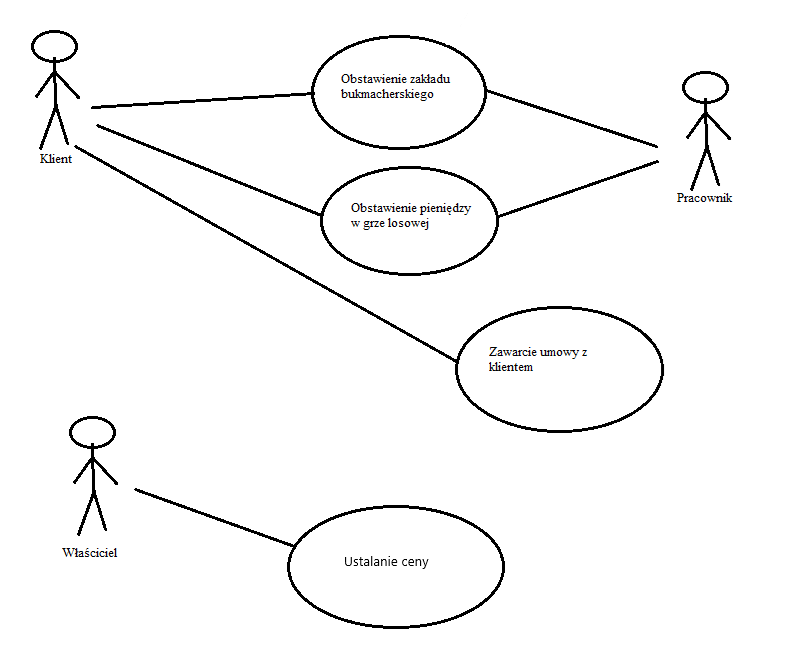 Obstawienie zakładu
bukmacherskiego
Klient
Pracownik
Obstawienie pieniędzy
w grze losowej
Zawarcie umowy z
klientem
Właściciel
Ustalanie ceny